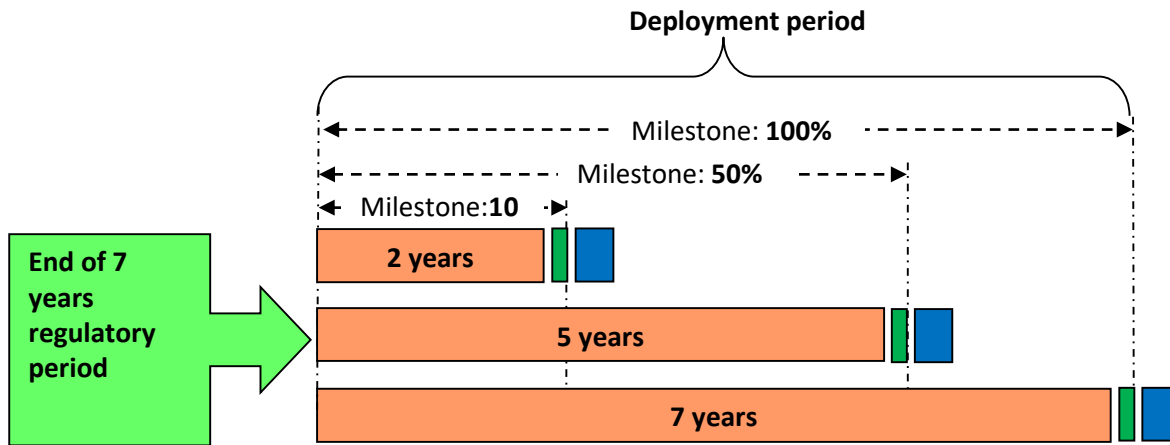 Deployment period
Milestone: 100%
Milestone: 50%
Milestone:10
End of 7
years
regulatory
period
2 years
5 years
7 years